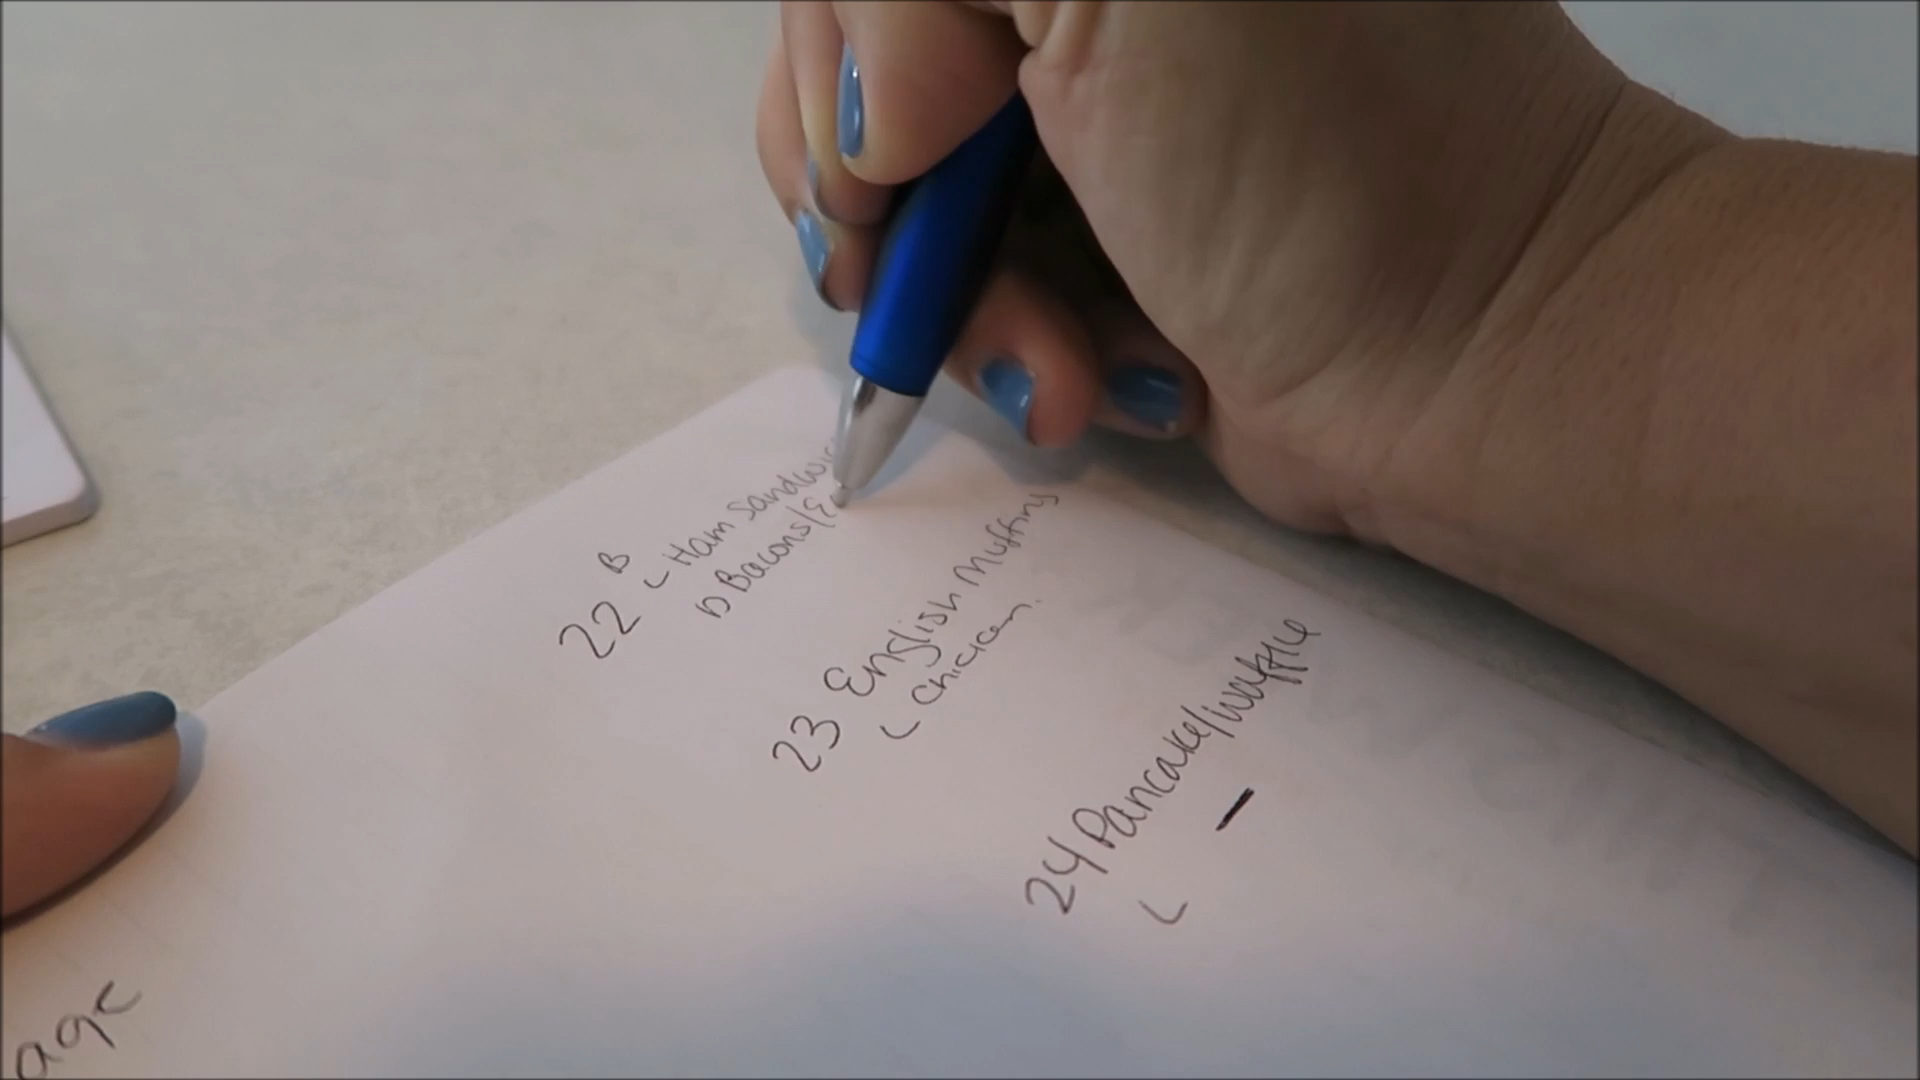 B
22 L Ham Sandwic
D Bacons/E
23 English Muffins
L Chicken.
24 Pancake/Waffle
L –
age